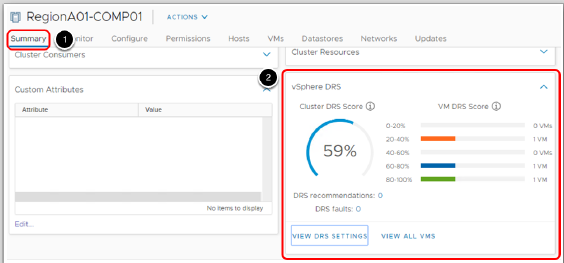 RegionA01-COMP01 ACTIONS
Summary 1 nitor Configure Permissions Hosts VMs Datastores Networks Updates
Cluster Consumers
Cluster Resources
2
Custom Attributes
Attribute Value
No items to display
Edit...
vSphere DRS
Cluster DRS Score VM DRS Score
59%
0-20% 0 VMs
20-40% 1 VM
40-60% 0 VMs
60-80% 1 VM
80-100% 1 VM
DRS recommendations: 0
DRS faults: 0
VIEW DRS SETTINGS VIEW ALL VMS